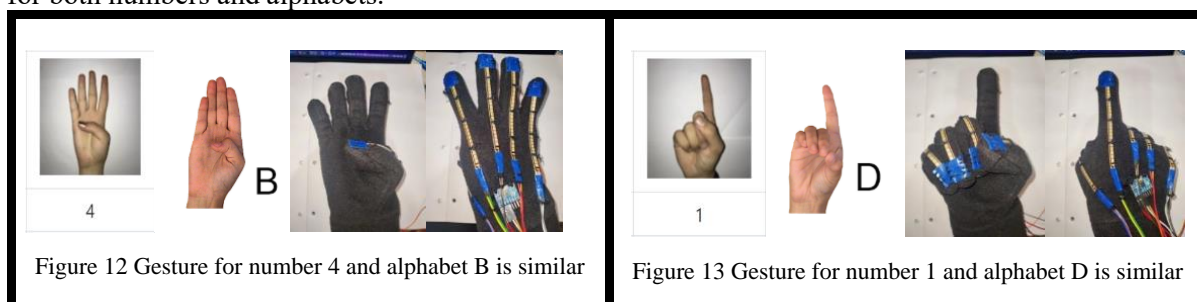 for both numbers and alphabets.
4
B
Figure 12 Gesture for number 4 and alphabet B is similar
1
D
Figure 13 Gesture for number 1 and alphabet D is similar